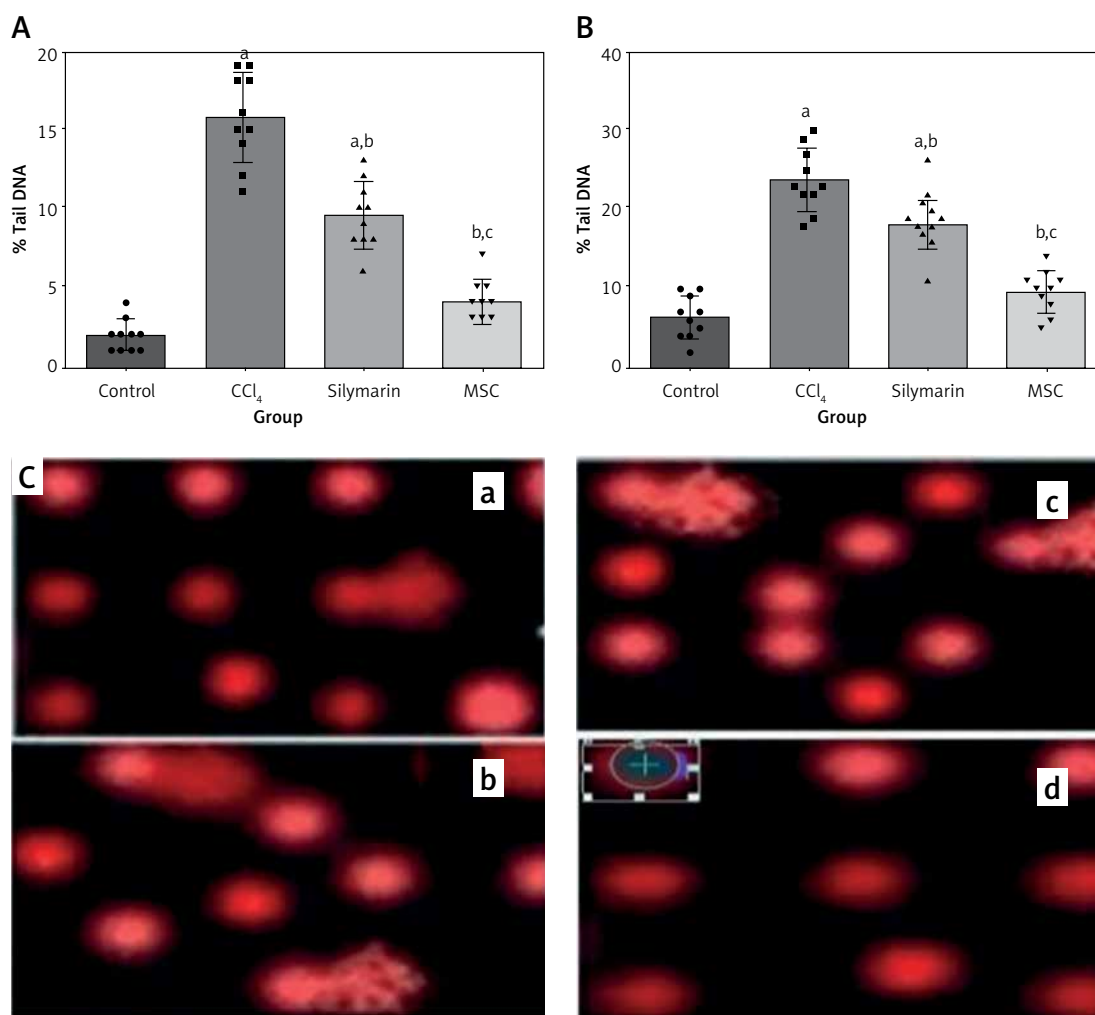 A
% Tail DNA
20
15
10
5
0
a
a,b
b,c
Control
CCl4
Silymarin
MSC
Group
B
% Tail DNA
40
30
20
10
0
a
a,b
b,c
Control
CCl4
Silymarin
MSC
Group
C
a
c
b
d